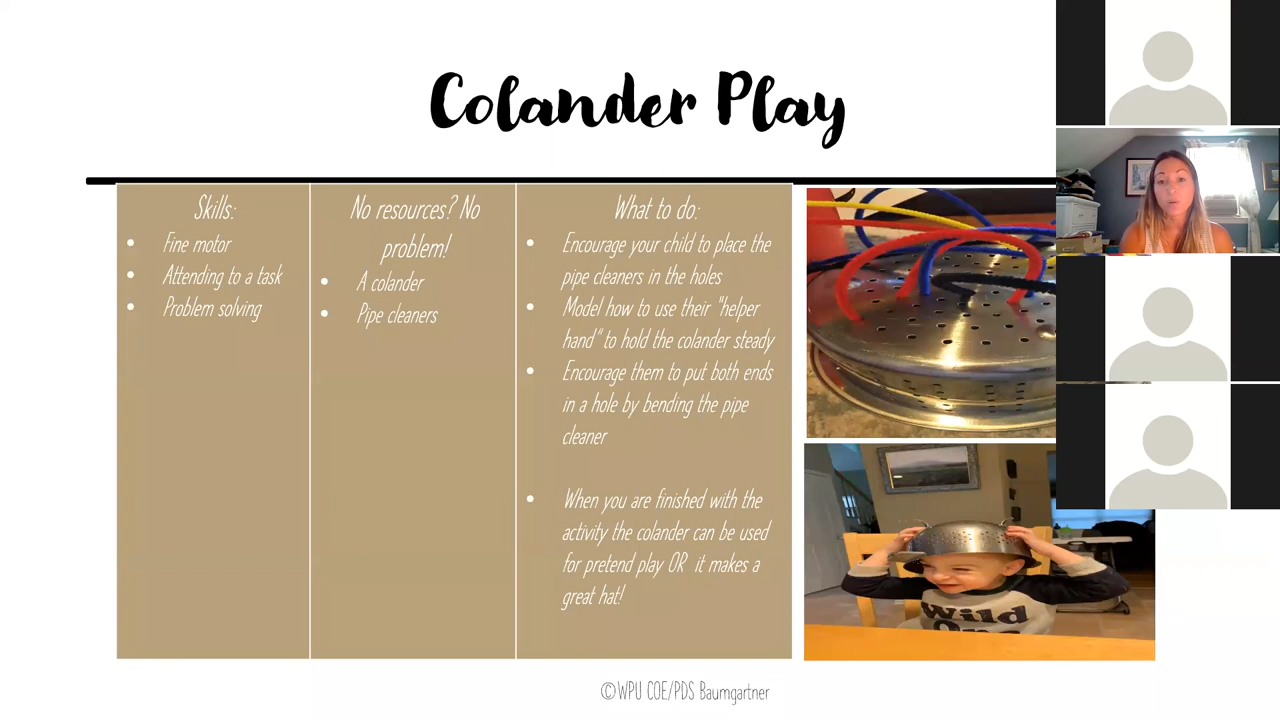 Colander Play
Skills:
Fine motor
Attending to a task
Problem solving
No resources? No
problem!
A colander
Pipe cleaners
What to do:
Encourage your child to place the
pipe cleaners in the holes
Model how to use their "helper
hand" to hold the colander steady
Encourage them to put both ends
in a hole by bending the pipe
cleaner
When you are finished with the
activity the colander can be used
for pretend play OR it makes a
great hat!
Wild
One
©WPU COE/PDS Baumgartner